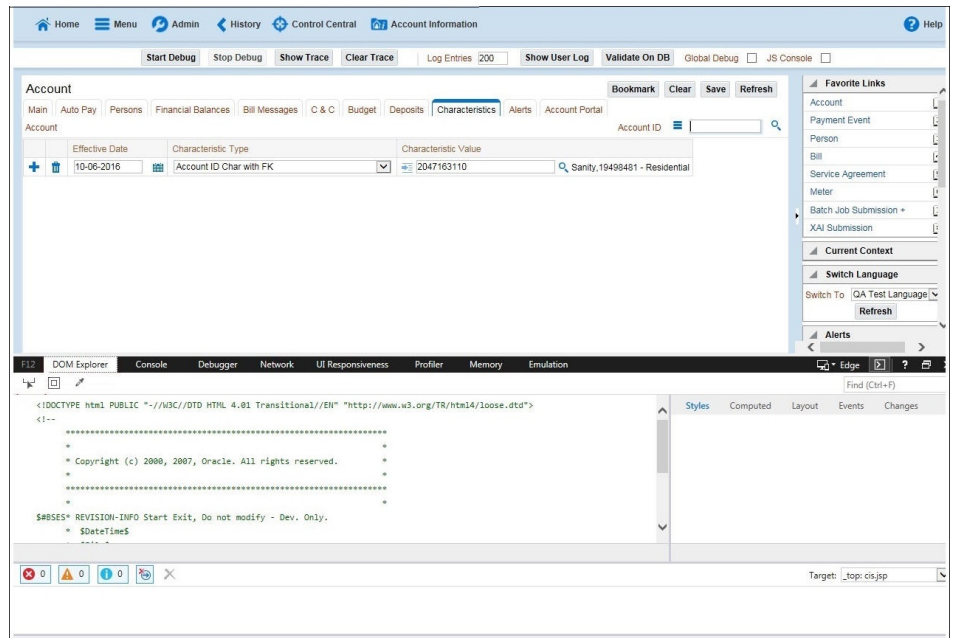 Home Menu Admin History Control Central Account Information Help
Start Debug Stop Debug Show Trace Clear Trace Log Entries 200 Show User Log Validate On DB Global Debug JS Console
Account Bookmark Clear Save Refresh
Main Auto Pay Persons Financial Balances Bill Messages C & C Budget Deposits Characteristics Alerts Account Portal
Account Account ID
Effective Date Characteristic Type Characteristic Value
10-06-2016 Account ID Char with FK 2047163110 Sanity,19498481 - Residential
Favorite Links
Account
Payment Event
Person
Bill
Service Agreement
Meter
Batch Job Submission +
XAI Submission
Current Context
Switch Language
Switch To QA Test Language
Refresh
Alerts
F12 DOM Explorer Console Debugger Network UI Responsiveness Profiler Memory Emulation Edge ?
Find (Ctrl+F)
Styles Computed Layout Events Changes
<!DOCTYPE html PUBLIC "-//W3C//DTD HTML 4.01 Transitional//EN" "http://www.w3.org/TR/html4/loose.dtd">
<!--
*******************************************************************
* *
* Copyright (c) 2000, 2007, Oracle. All rights reserved. *
* *
*******************************************************************
* *
$#BSES* REVISION-INFO Start Exit, Do not modify - Dev. Only.
* $DateTime$
0 0 0
Target: _top: cis.jsp